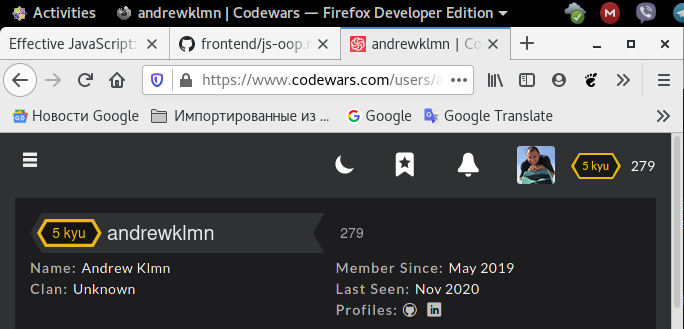 Activities andrewklmn | Codewars — Firefox Developer Edition
Effective JavaScript: frontend/js-oop.m andrewklmn | Co
https://www.codewars.com/users/a
Новости Google Импортированные из ... Google Google Translate
5 kyu 279
5 kyu andrewklmn 279
Name: Andrew Klmn Member Since: May 2019
Clan: Unknown Last Seen: Nov 2020
Profiles: